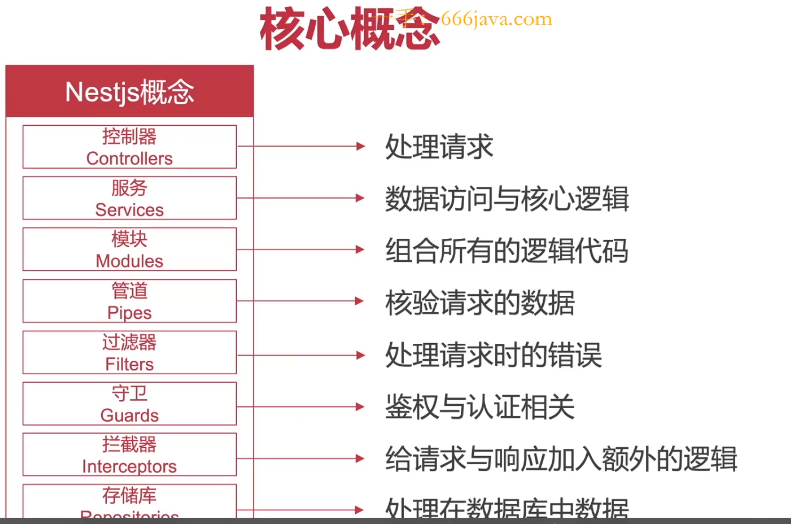 核心概念
666java.com
Nestjs概念
控制器
Controllers
处理请求
服务
Services
数据访问与核心逻辑
模块
Modules
组合所有的逻辑代码
管道
Pipes
核验请求的数据
过滤器
Filters
处理请求时的错误
守卫
Guards
鉴权与认证相关
拦截器
Interceptors
给请求与响应加入额外的逻辑
存储库
Repositories
处理在数据库中数据